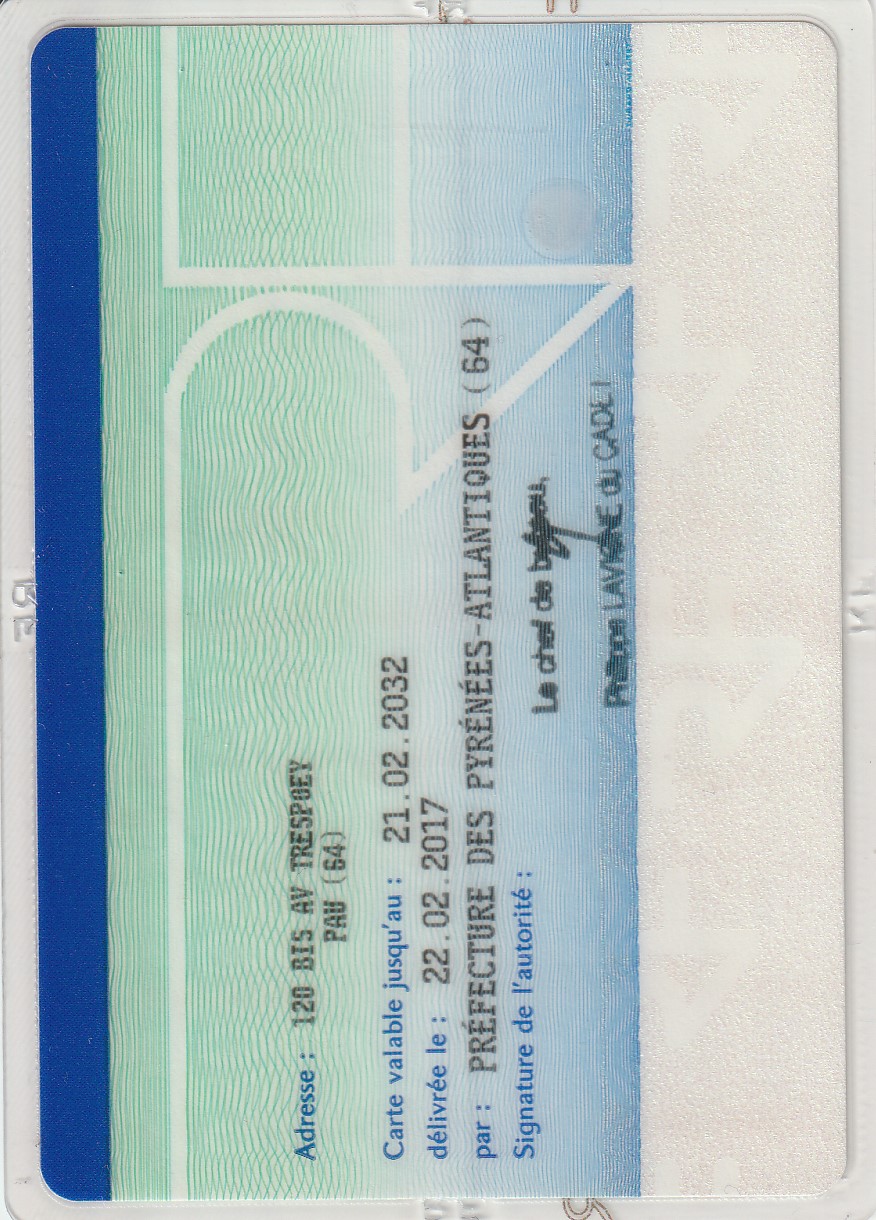 Adresse : 120 BIS AV TRESPOEY
PAU (64)
Carte valable jusqu'au : 21.02.2032
délivrée le : 22.02.2017
par : PRÉFECTURE DES PYRÉNÉES-ATLANTIQUES (64)
Signature de l'autorité :
Le chef de bureau,
Philippe LAVIGNE du CADET
RF